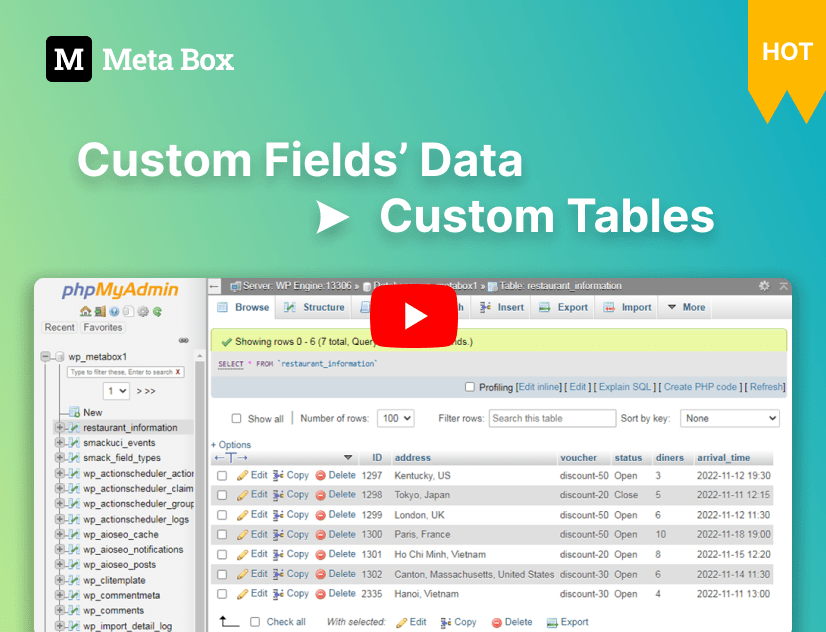 HOT
M Meta Box
Custom Fields’ Data
➤ Custom Tables
phpMyAdmin
Recent Favorites
wp_metabox1
Type to filter these, Enter to search X
1 > >>
New
restaurant_information
smackuci_events
smack_field_types
wp_actionscheduler_action
wp_actionscheduler_claim
wp_actionscheduler_group
wp_actionscheduler_logs
wp_aioseo_cache
wp_aioseo_notifications
wp_aioseo_posts
wp_clitemplate
wp_commentmeta
wp_comments
wp_import_detail_log
Server: WP Engine:13306 » metabox1 » Table: restaurant_information
Browse Structure Insert Export Import More
Showing rows 0 - 6 (7 total,
SELECT * FROM `restaurant_information`
Profiling [Edit inline] [ Edit ] [ Explain SQL ] [ Create PHP code ] [ Refresh]
Show all Number of rows: 100 Filter rows: Search this table Sort by key: None
+ Options
←T→ ID address voucher status diners arrival_time
Edit Copy Delete 1297 Kentucky, US discount-50 Open 3 2022-11-12 19:30
Edit Copy Delete 1298 Tokyo, Japan discount-20 Close 5 2022-11-11 12:15
Edit Copy Delete 1299 London, UK discount-50 Open 6 2022-11-12 11:30
Edit Copy Delete 1300 Paris, France discount-50 Open 10 2022-11-18 19:00
Edit Copy Delete 1301 Ho Chi Minh, Vietnam discount-20 Open 8 2022-11-15 12:20
Edit Copy Delete 1302 Canton, Massachusetts, United States discount-30 Open 6 2022-11-14 11:30
Edit Copy Delete 2335 Hanoi, Vietnam discount-30 Open 4 2022-11-11 13:00
Check all With selected: Edit Copy Delete Export